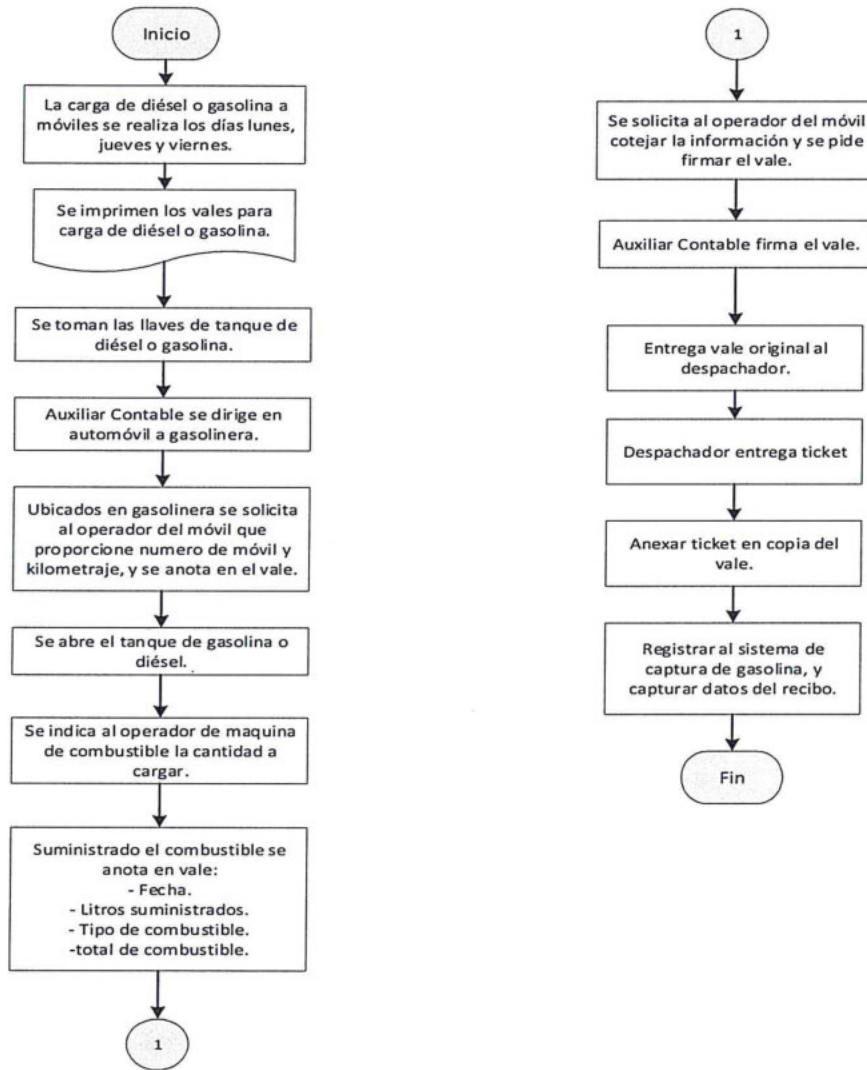 Inicio
La carga de diésel o gasolina a
móviles se realiza los días lunes,
jueves y viernes.
Se imprimen los vales para
carga de diésel o gasolina.
Se toman las llaves de tanque de
diésel o gasolina.
Auxiliar Contable se dirige en
automóvil a gasolinera.
Ubicados en gasolinera se solicita
al operador del móvil que
proporcione numero de móvil y
kilometraje, y se anota en el vale.
Se abre el tanque de gasolina o
diésel.
Se indica al operador de maquina
de combustible la cantidad a
cargar.
Suministrado el combustible se
anota en vale:
- Fecha.
- Litros suministrados.
- Tipo de combustible.
-total de combustible.
1
1
Se solicita al operador del móvil
cotejar la información y se pide
firmar el vale.
Auxiliar Contable firma el vale.
Entrega vale original al
despachador.
Despachador entrega ticket
Anexar ticket en copia del
vale.
Registrar al sistema de
captura de gasolina, y
capturar datos del recibo.
Fin